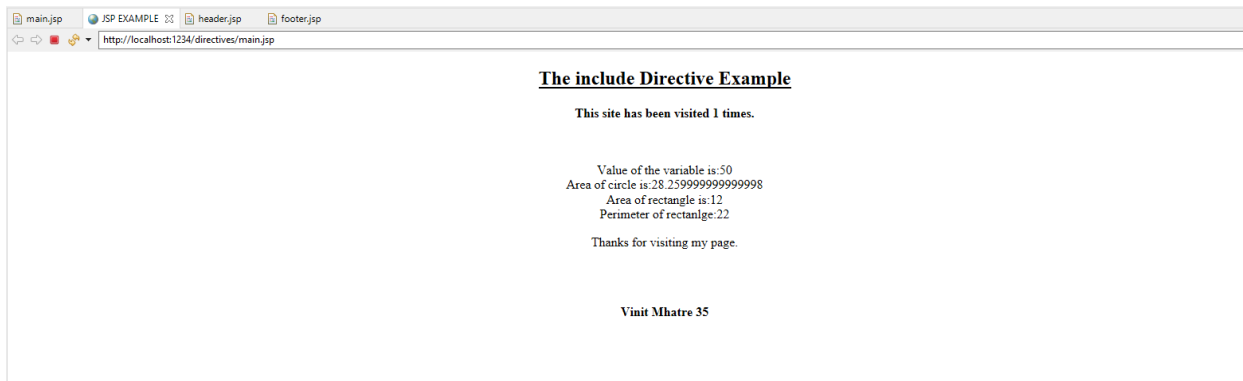 main.jsp JSP EXAMPLE header.jsp footer.jsp
http://localhost:1234/directives/main.jsp
The include Directive Example
This site has been visited 1 times.
Value of the variable is:50
Area of circle is:28.259999999999998
Area of rectangle is:12
Perimeter of rectanlge:22
Thanks for visiting my page.
Vinit Mhatre 35